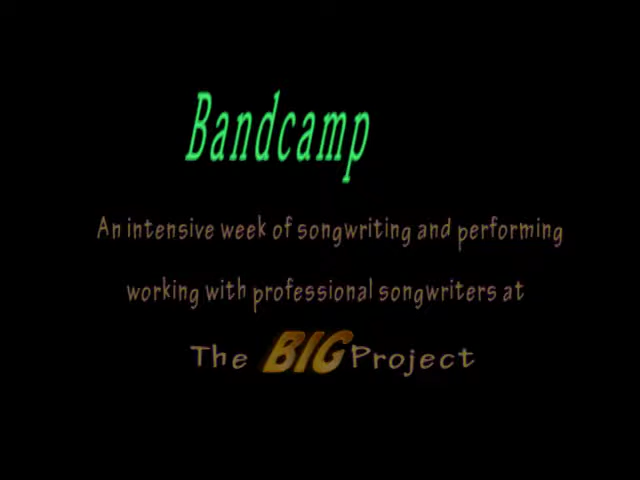 Bandcamp
An intensive week of songwriting and performing
working with professional songwriters at
The BIG Project